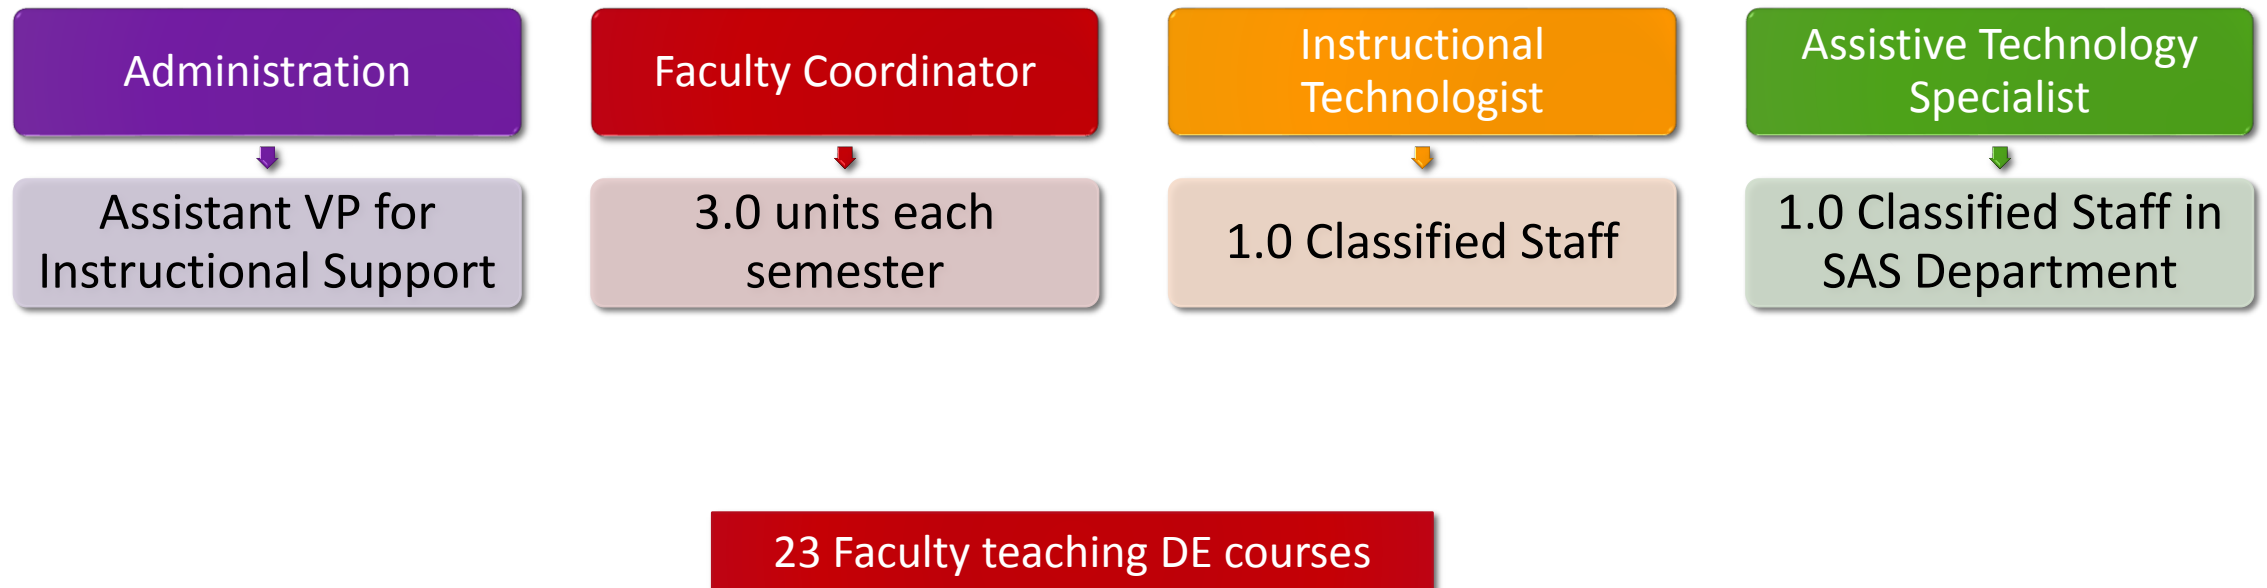 Administration
Assistant VP for
Instructional Support
Faculty Coordinator
3.0 units each
semester
Instructional
Technologist
1.0 Classified Staff
Assistive Technology
Specialist
1.0 Classified Staff in
SAS Department
23 Faculty teaching DE courses